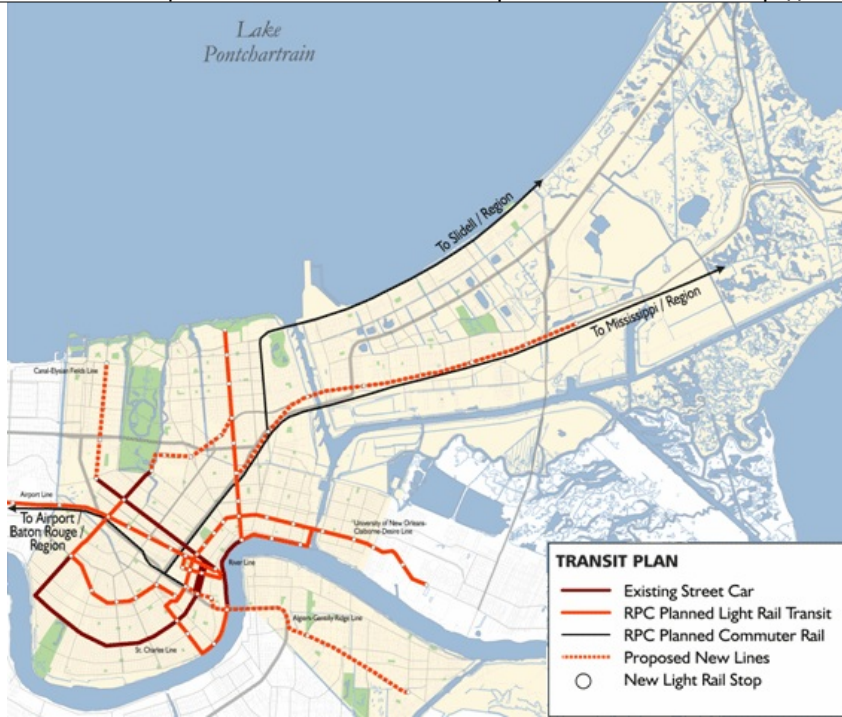 Lake
Pontchartrain
To Slidell / Region
To Mississippi / Region
Canal-Elysian Fields Line
Airport Line
To Airport /
Baton Rouge /
Region
University of New Orleans-
Claiborne-Desire Line
River Line
Algiers-Gentilly Ridge Line
St. Charles Line
TRANSIT PLAN
Existing Street Car
RPC Planned Light Rail Transit
RPC Planned Commuter Rail
Proposed New Lines
New Light Rail Stop